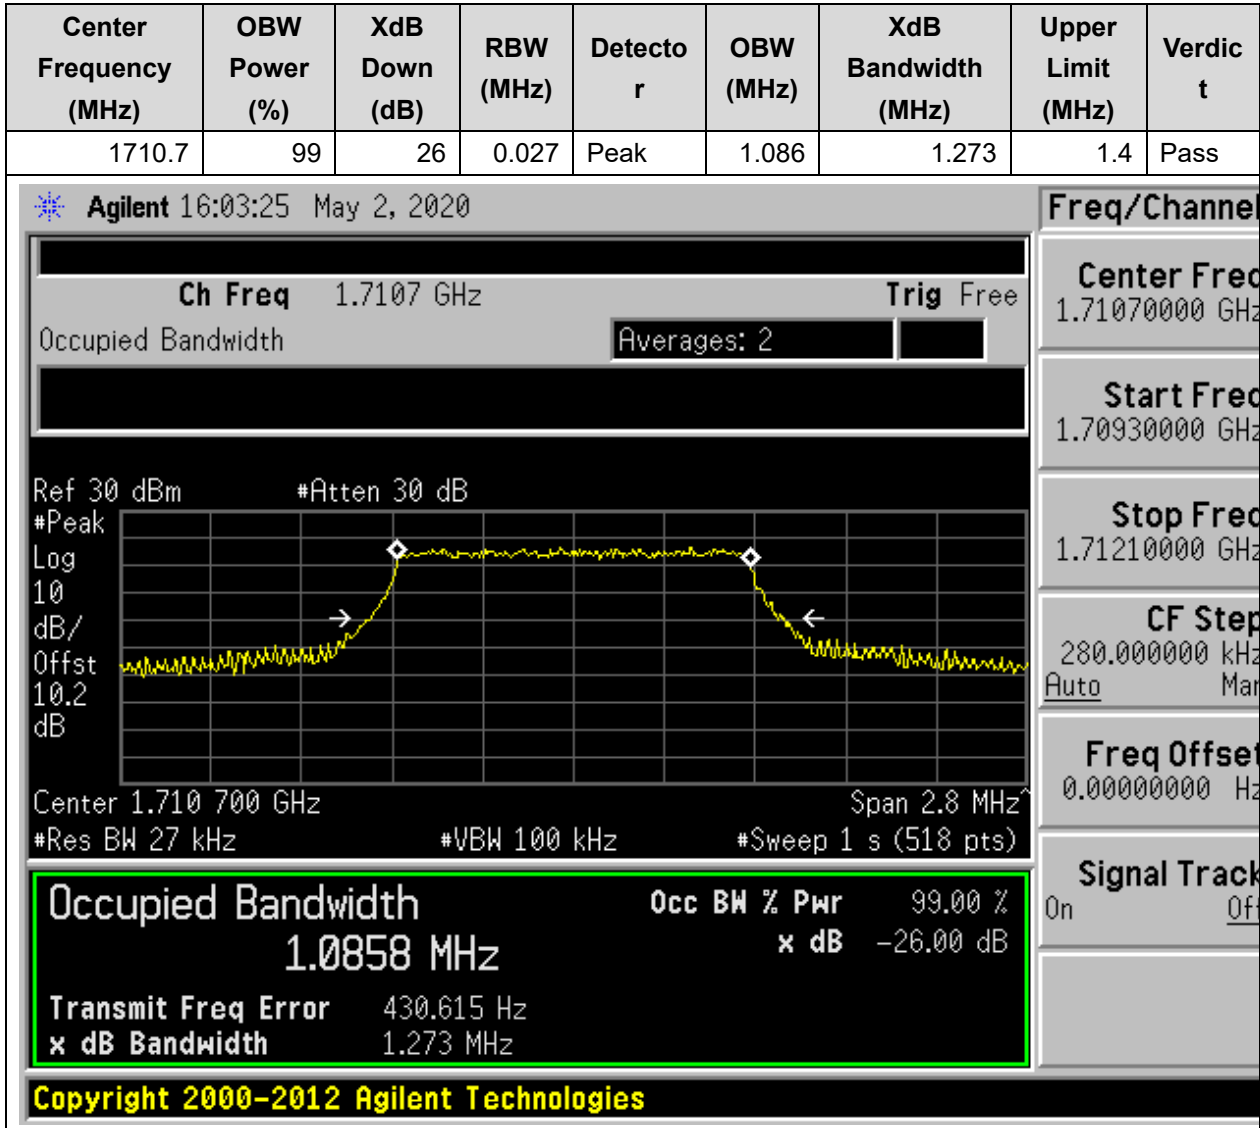 Center Frequency (MHz) OBW Power (%) XdB Down (dB) RBW (MHz) Detector OBW (MHz) XdB Bandwidth (MHz) Upper Limit (MHz) Verdict
1710.7 99 26 0.027 Peak 1.086 1.273 1.4 Pass
Agilent 16:03:25 May 2, 2020
Freq/Channel
Ch Freq 1.7107 GHz Trig Free
Occupied Bandwidth Averages: 2
Center Freq
1.71070000 GHz
Start Freq
1.70930000 GHz
Stop Freq
1.71210000 GHz
CF Step
280.000000 kHz
Auto Man
Freq Offset
0.00000000 Hz
Signal Track
On Off
Ref 30 dBm #Atten 30 dB
#Peak
Log
10
dB/
Offst
10.2
dB
Center 1.710 700 GHz Span 2.8 MHz^
#Res BW 27 kHz #VBW 100 kHz #Sweep 1 s (518 pts)
Occupied Bandwidth
1.0858 MHz
Occ BW % Pwr 99.00 %
x dB -26.00 dB
Transmit Freq Error 430.615 Hz
x dB Bandwidth 1.273 MHz
Copyright 2000-2012 Agilent Technologies